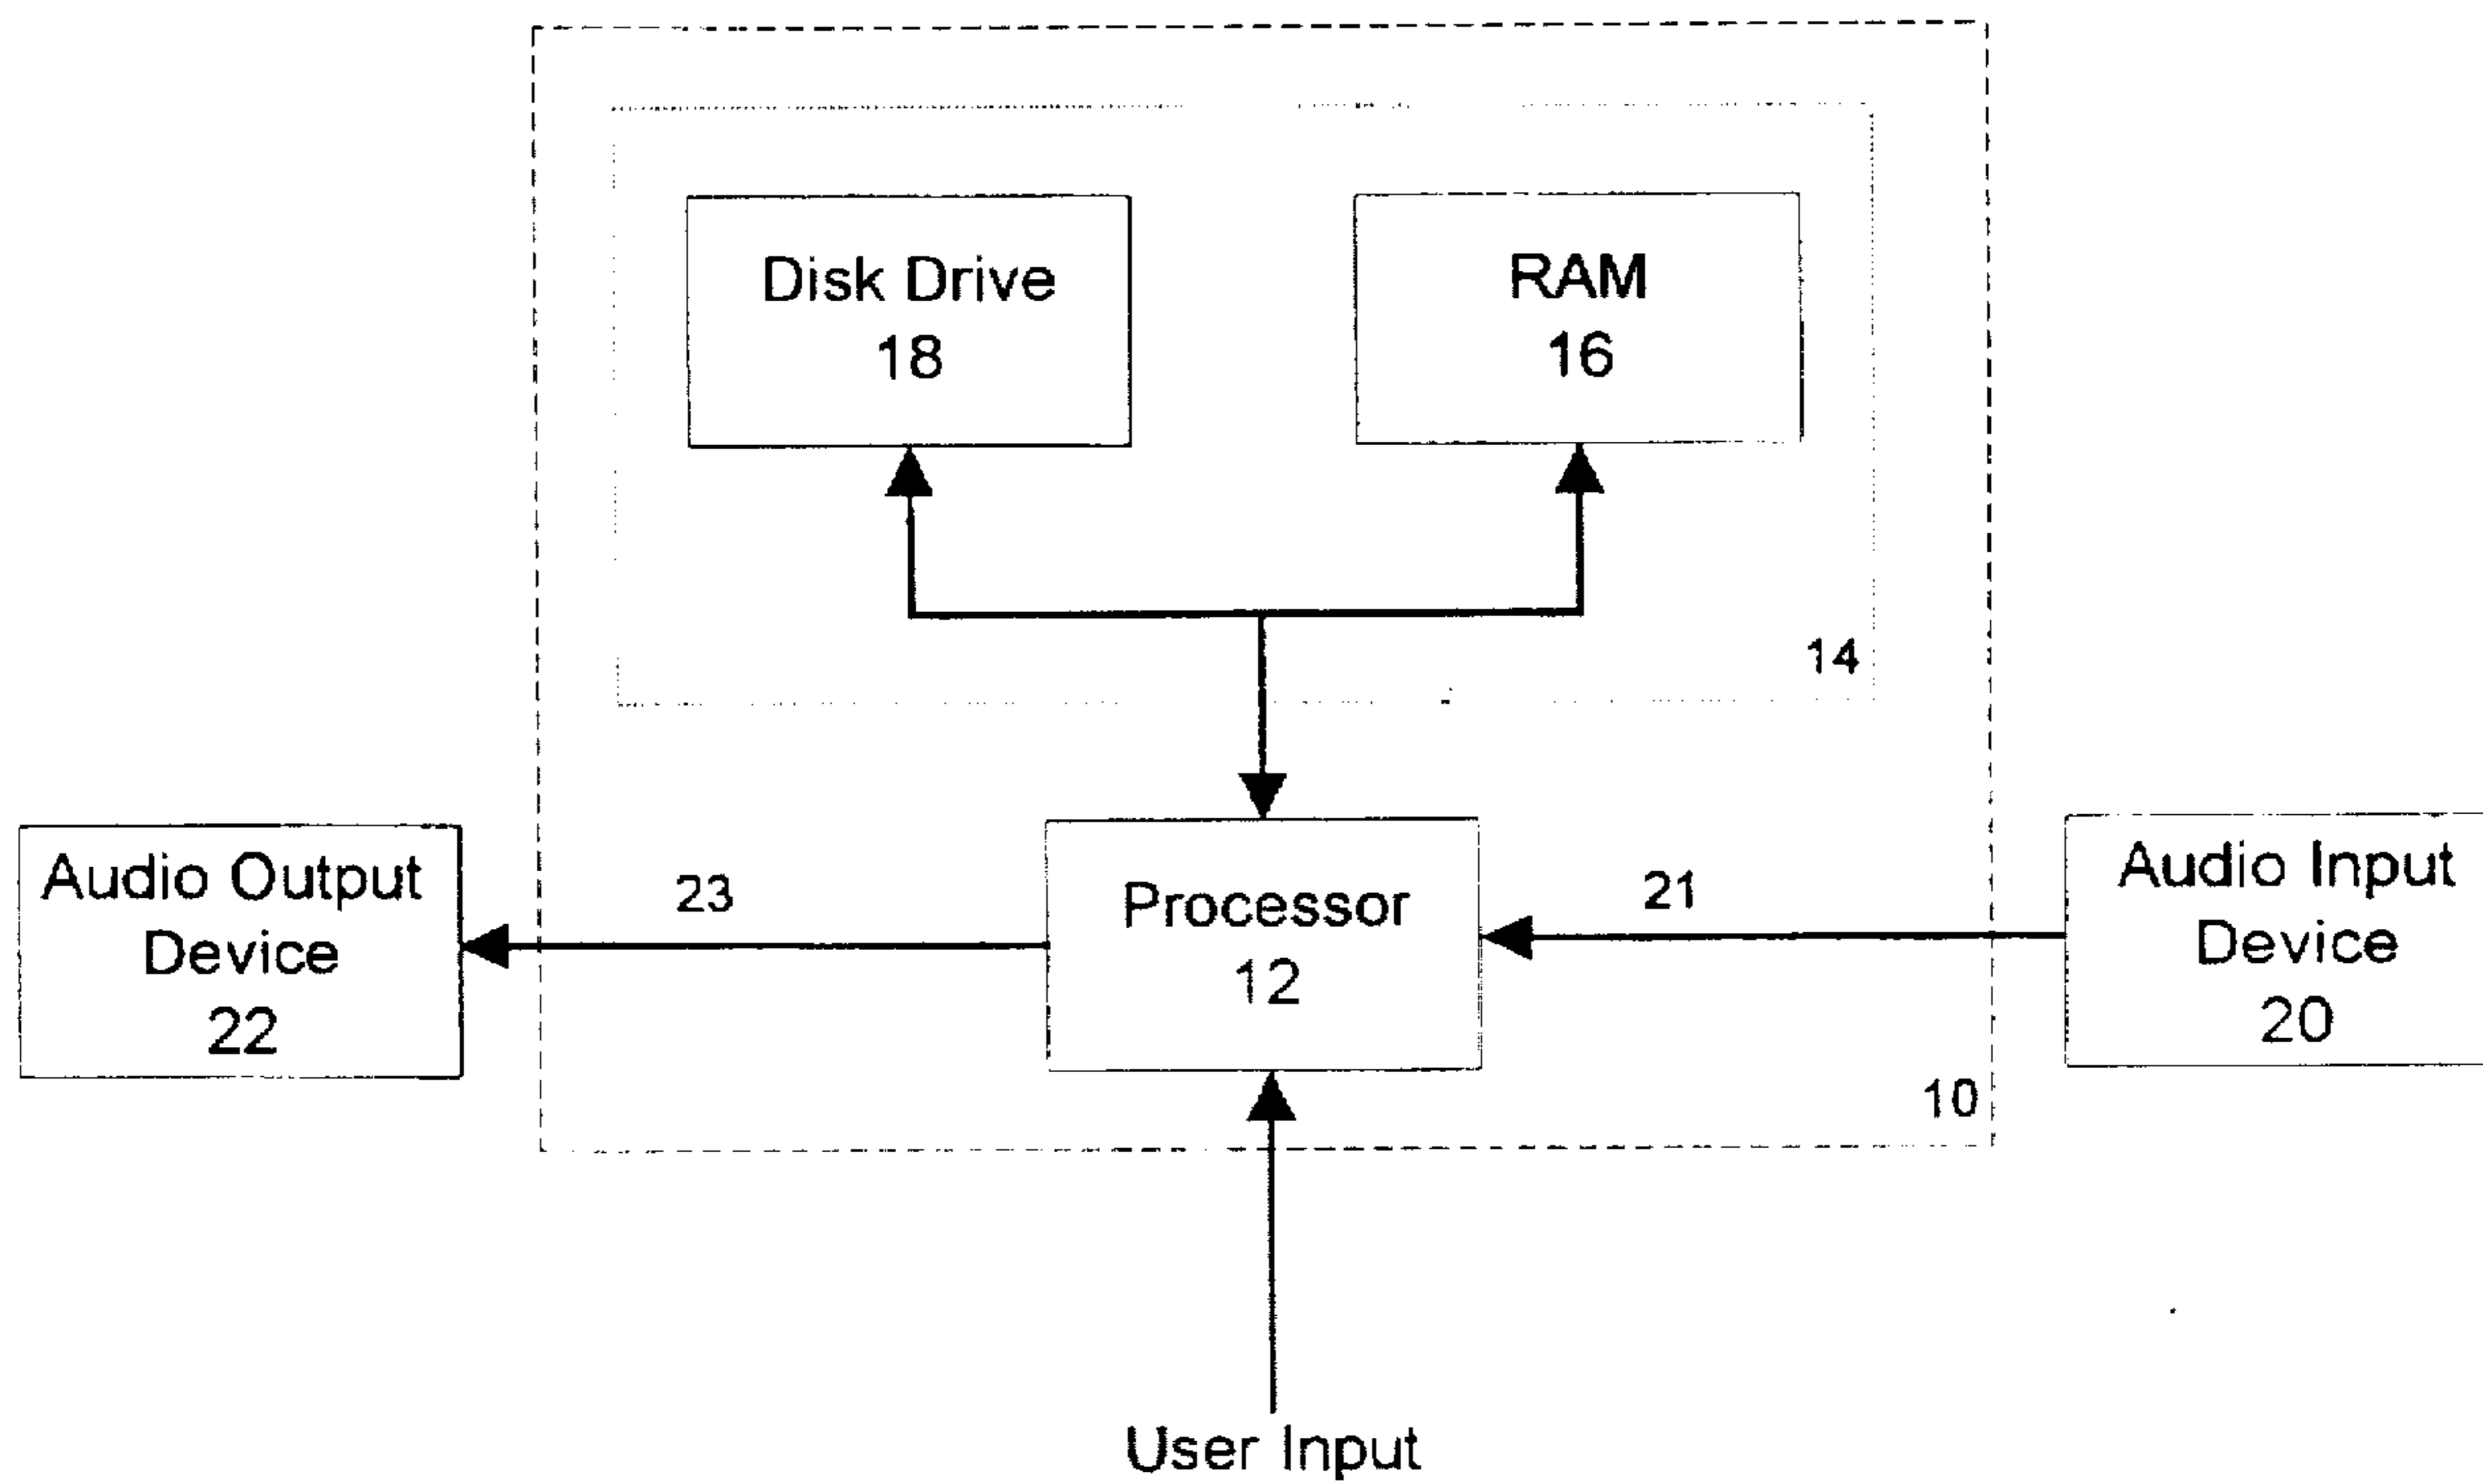 Disk Drive
18
RAM
16
14
Audio Output
Device
22
23
Processor
12
21
Audio Input
Device
20
10
User Input